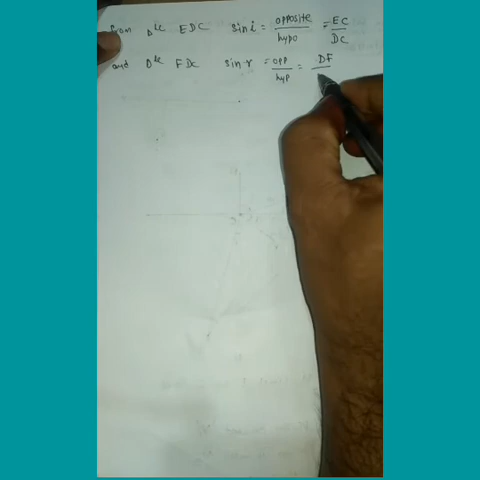 from Δle EDC sin i = opposite/hypo = EC/DC
and Δle FDC sin r = opp/hyp = DF/